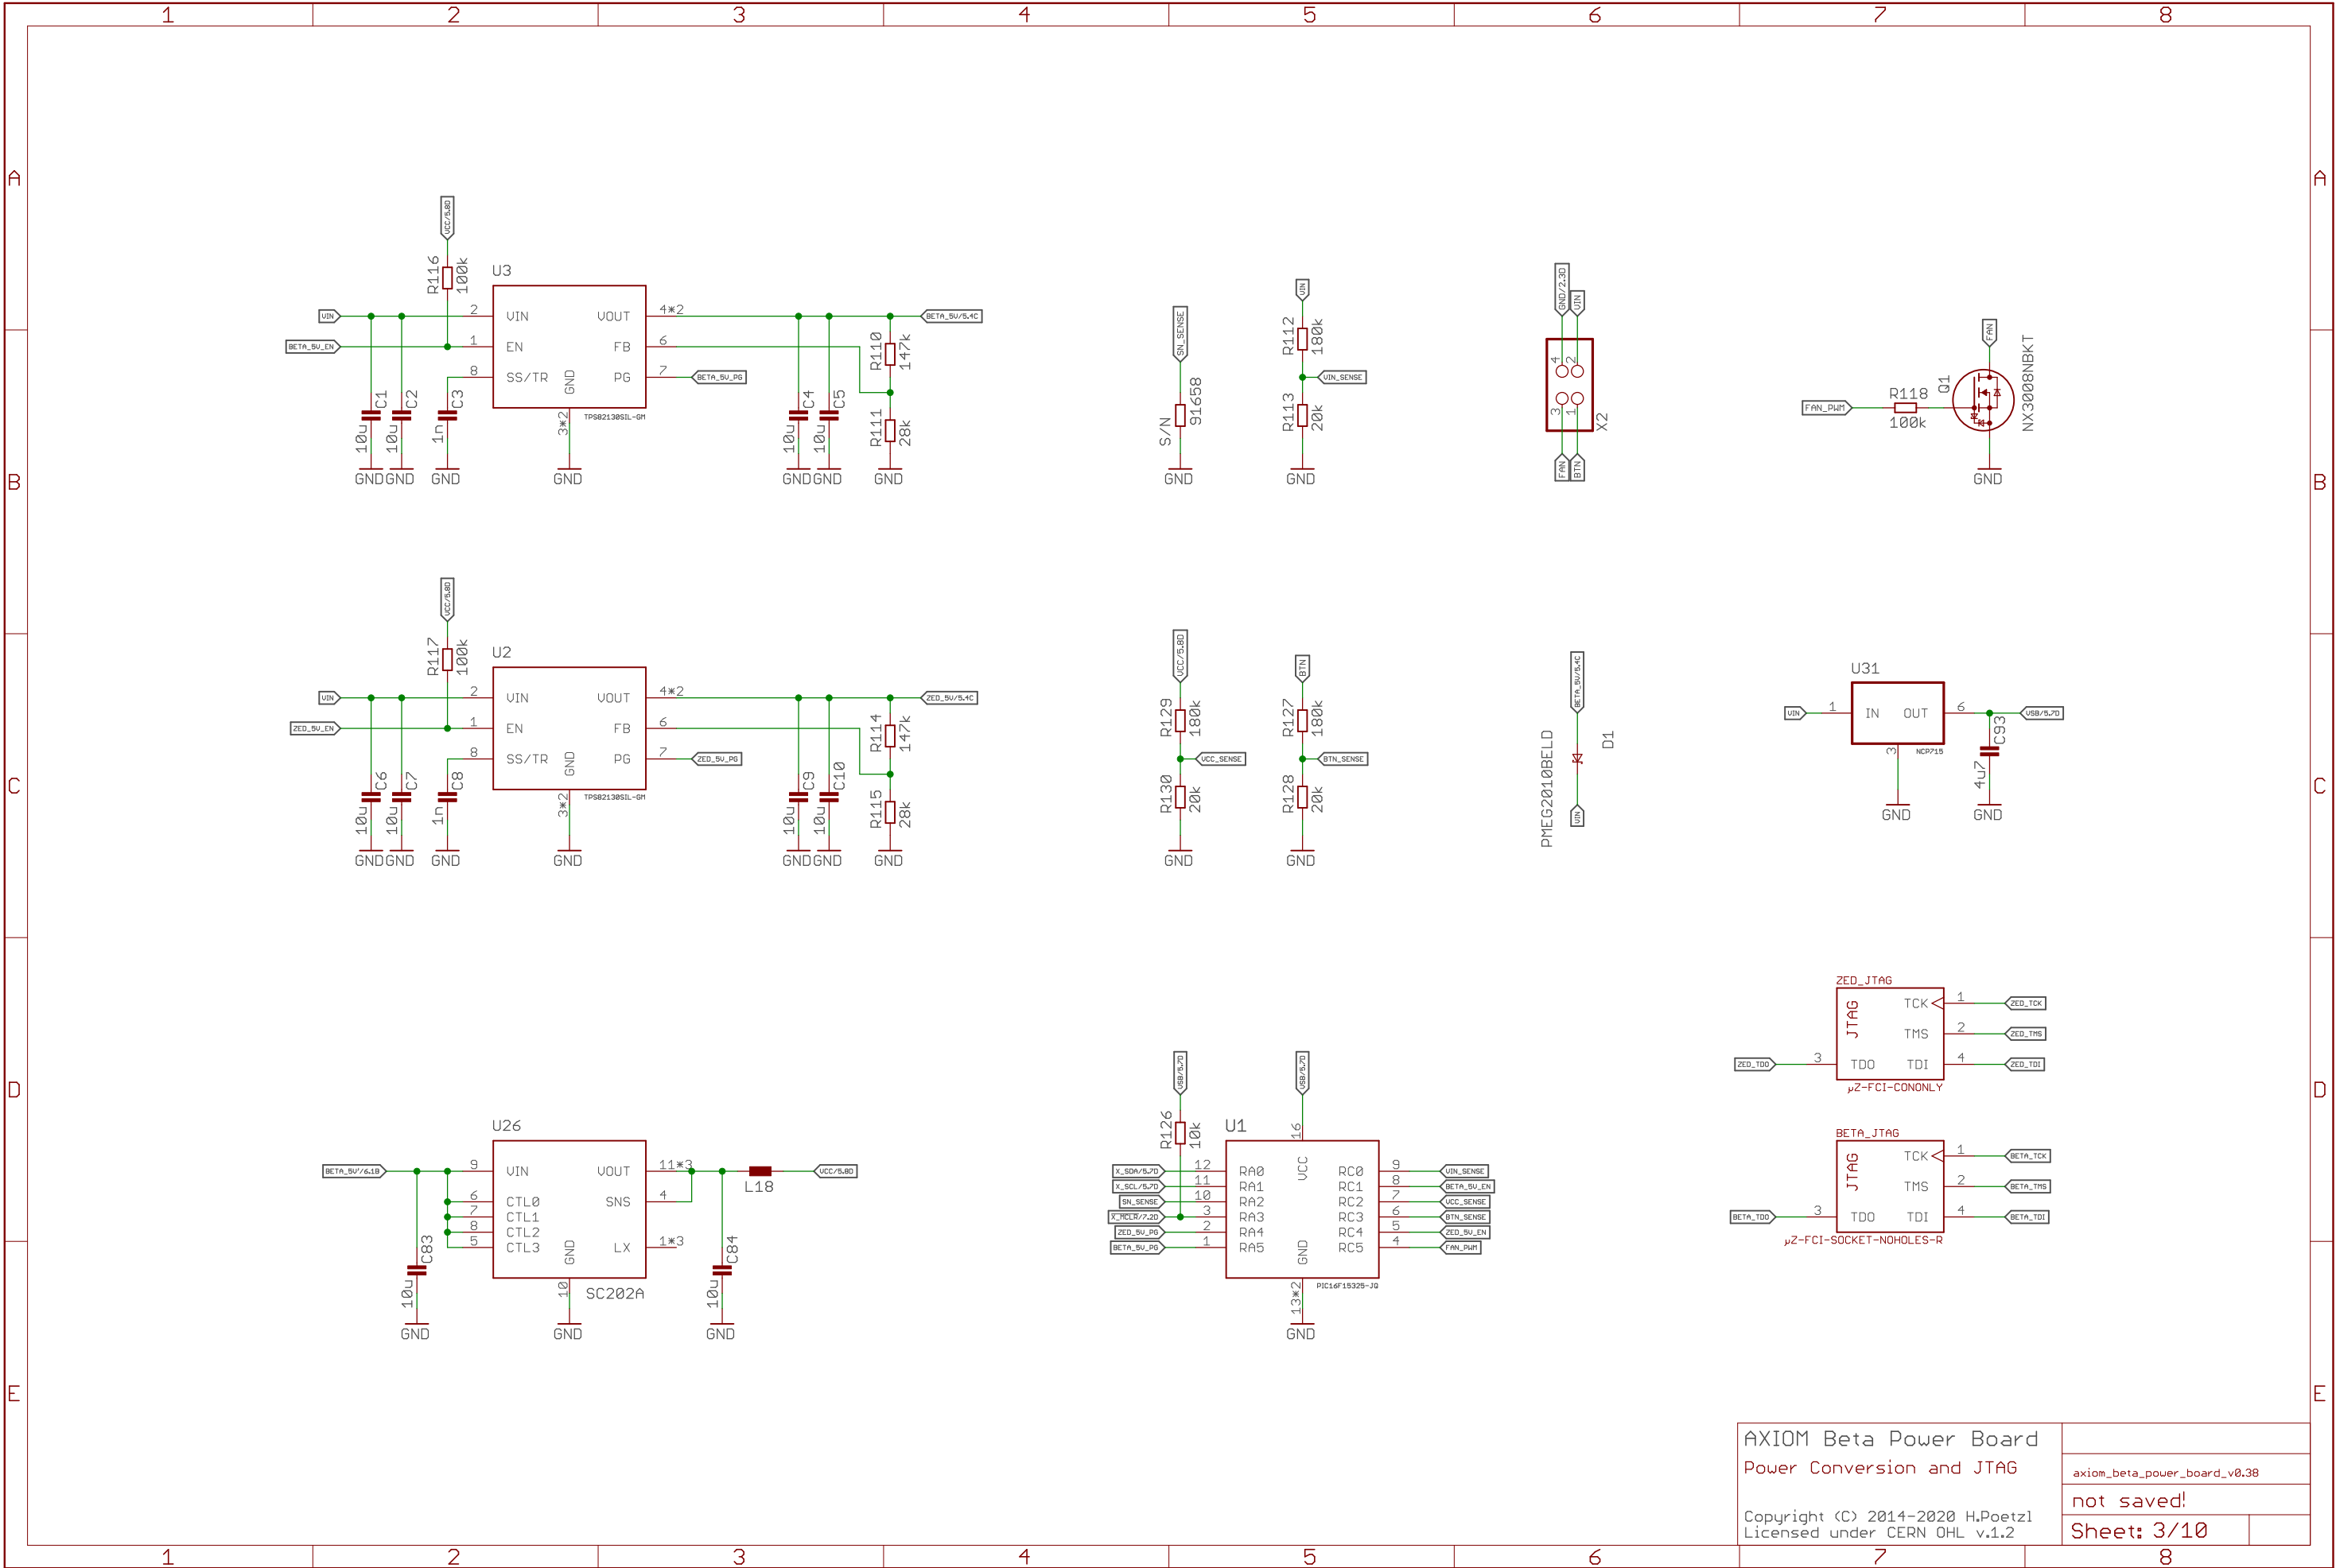 1 2 3 4 5 6 7 8
A A
VCC/5.8D
R116
100k
U3
VIN
BETA_5V_EN
2 VIN
1 EN
8 SS/TR
GND
3*2
VOUT 4*2
FB 6
PG 7
TPS82130SIL-GM
BETA_5V/5.4C
BETA_5V_PG
C1
10u
C2
10u
C3
1n
C4
10u
C5
10u
R110
147k
R111
28k
GND GND GND GND GND GND GND
SN_SENSE
S/N
91658
GND
VIN
R112
180k
VIN_SENSE
R113
20k
GND
GND/2.3D
VIN
4 2
3 1
X2
FAN
BTN
FAN
FAN_PWM
R118
100k
Q1
NX3008NBKT
GND
B B
VCC/5.8D
R117
100k
U2
VIN
ZED_5V_EN
2 VIN
1 EN
8 SS/TR
GND
3*2
VOUT 4*2
FB 6
PG 7
TPS82130SIL-GM
ZED_5V/5.4C
ZED_5V_PG
C6
10u
C7
10u
C8
1n
C9
10u
C10
10u
R114
147k
R115
28k
GND GND GND GND GND GND GND
VCC/5.8D
R129
180k
VCC_SENSE
R130
20k
GND
BTN
R127
180k
BTN_SENSE
R128
20k
GND
BETA_5V/5.4C
D1
PMEG2010BELD
VIN
U31
VIN
1 IN OUT 6
3
NCP715
VSB/5.7D
C93
4u7
GND GND
C C
U26
BETA_5V'/6.1B
9 VIN
6 CTL0
7 CTL1
8 CTL2
5 CTL3
GND
10
VOUT 11*3
SNS 4
LX 1*3
SC202A
L18
VCC/5.8D
C83
10u
C84
10u
GND GND GND
VSB/5.7D
VSB/5.7D
R126
10k
U1
16
VCC
X_SDA/5.7D 12 RA0
X_SCL/5.7D 11 RA1
SN_SENSE 10 RA2
X_MCLR/7.2D 3 RA3
ZED_5V_PG 2 RA4
BETA_5V_PG 1 RA5
RC0 9 VIN_SENSE
RC1 8 BETA_5V_EN
RC2 7 VCC_SENSE
RC3 6 BTN_SENSE
RC4 5 ZED_5V_EN
RC5 4 FAN_PWM
GND
13*2
PIC16F15325-JQ
GND
ZED_JTAG
JTAG
TCK 1 ZED_TCK
TMS 2 ZED_TMS
ZED_TDO 3 TDO TDI 4 ZED_TDI
µZ-FCI-CONONLY
BETA_JTAG
JTAG
TCK 1 BETA_TCK
TMS 2 BETA_TMS
BETA_TDO 3 TDO TDI 4 BETA_TDI
µZ-FCI-SOCKET-NOHOLES-R
D D
E E
AXIOM Beta Power Board
Power Conversion and JTAG
Copyright (C) 2014-2020 H.Poetzl
Licensed under CERN OHL v.1.2
axiom_beta_power_board_v0.38
not saved!
Sheet: 3/10
1 2 3 4 5 6 7 8